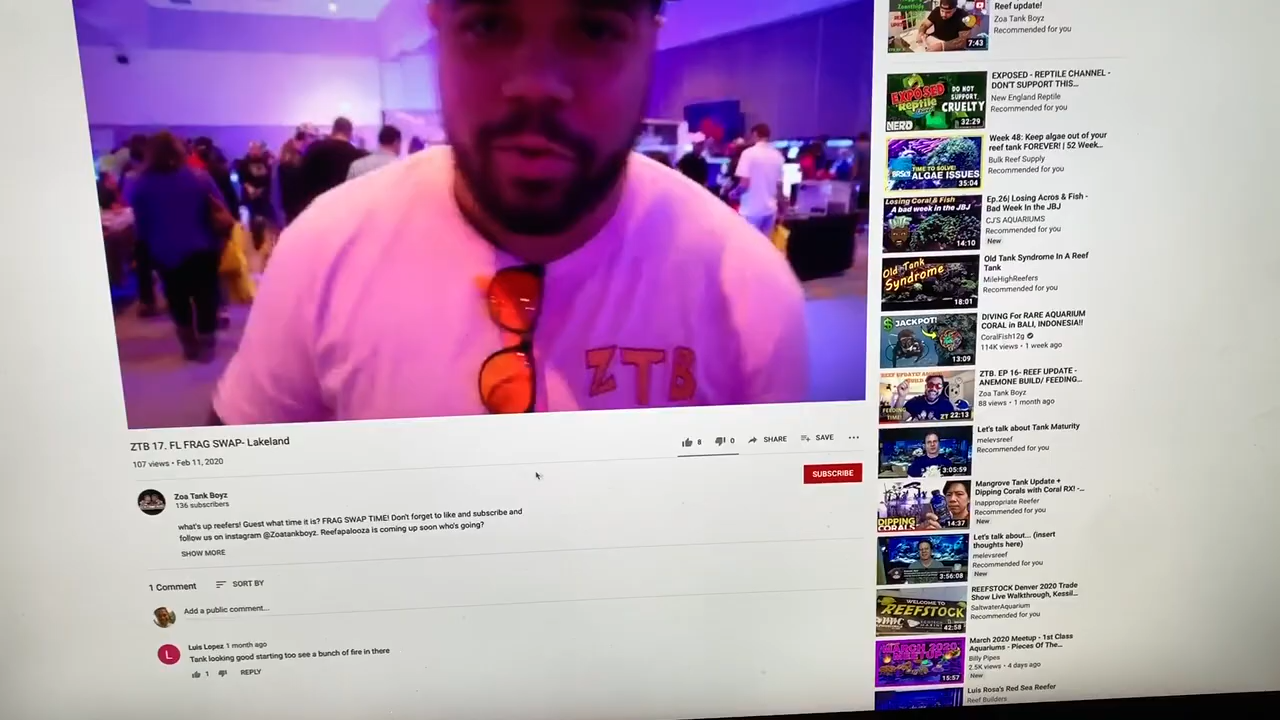 ZTB
ZTB 17. FL FRAG SWAP- Lakeland
107 views • Feb 11, 2020
8
0
SHARE
SAVE
SUBSCRIBE
Zoa Tank Boyz
136 subscribers
what's up reefers! Guest what time it is? FRAG SWAP TIME! Don't forget to like and subscribe and
follow us on instagram @Zoatankboyz. Reefapalooza is coming up soon who's going?
SHOW MORE
1 Comment
SORT BY
Add a public comment...
L
Luis Lopez 1 month ago
Tank looking good starting too see a bunch of fire in there
1
REPLY
Reef update!
Zoa Tank Boyz
Recommended for you
7:43
EXPOSED - REPTILE CHANNEL -
DON'T SUPPORT THIS...
New England Reptile
Recommended for you
EXPOSED
Reptile
DO NOT
SUPPORT
CRUELTY
NERD
32:29
Week 48: Keep algae out of your
reef tank FOREVER! | 52 Week...
Bulk Reef Supply
Recommended for you
TIME TO SOLVE!
ALGAE ISSUES
35:04
Ep.26| Losing Acros & Fish -
Bad Week In the JBJ
CJ'S AQUARIUMS
Recommended for you
New
Losing Coral & Fish
A bad week in the JBJ
14:10
Old Tank Syndrome In A Reef
Tank
MileHighReefers
Recommended for you
Old Tank
Syndrome
18:01
DIVING For RARE AQUARIUM
CORAL in BALI, INDONESIA!!
CoralFish12g
114K views • 1 week ago
$ JACKPOT!
13:09
ZTB. EP 16- REEF UPDATE -
ANEMONE BUILD/ FEEDING...
Zoa Tank Boyz
88 views • 1 month ago
FEEDING
TIME!
22:13
Let's talk about Tank Maturity
melevsreef
Recommended for you
3:05:59
Mangrove Tank Update +
Dipping Corals with Coral RX! -...
Inappropriate Reefer
Recommended for you
New
DIPPING
CORALS
14:37
Let's talk about... (insert
thoughts here)
melevsreef
Recommended for you
New
3:56:08
REEFSTOCK Denver 2020 Trade
Show Live Walkthrough, Kessil...
SaltwaterAquarium
Recommended for you
WELCOME TO
REEFSTOCK
42:58
March 2020 Meetup - 1st Class
Aquariums - Pieces Of The...
Billy Pipes
2.5K views • 4 days ago
New
MARCH 2020
MEETUP
15:57
Luis Rosa's Red Sea Reefer
Reef Builders